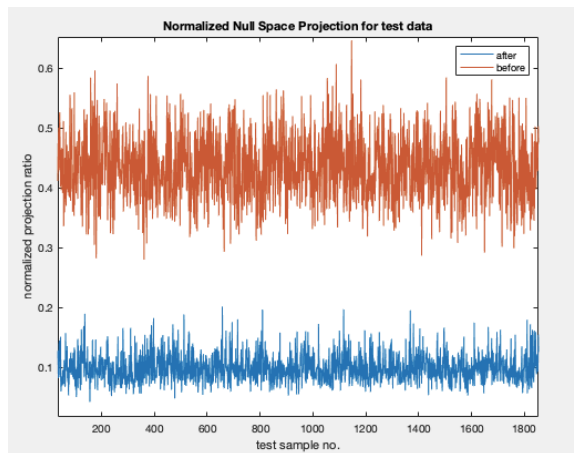 Normalized Null Space Projection for test data
after
before
0.6
0.5
0.4
0.3
0.2
0.1
normalized projection ratio
200 400 600 800 1000 1200 1400 1600 1800
test sample no.